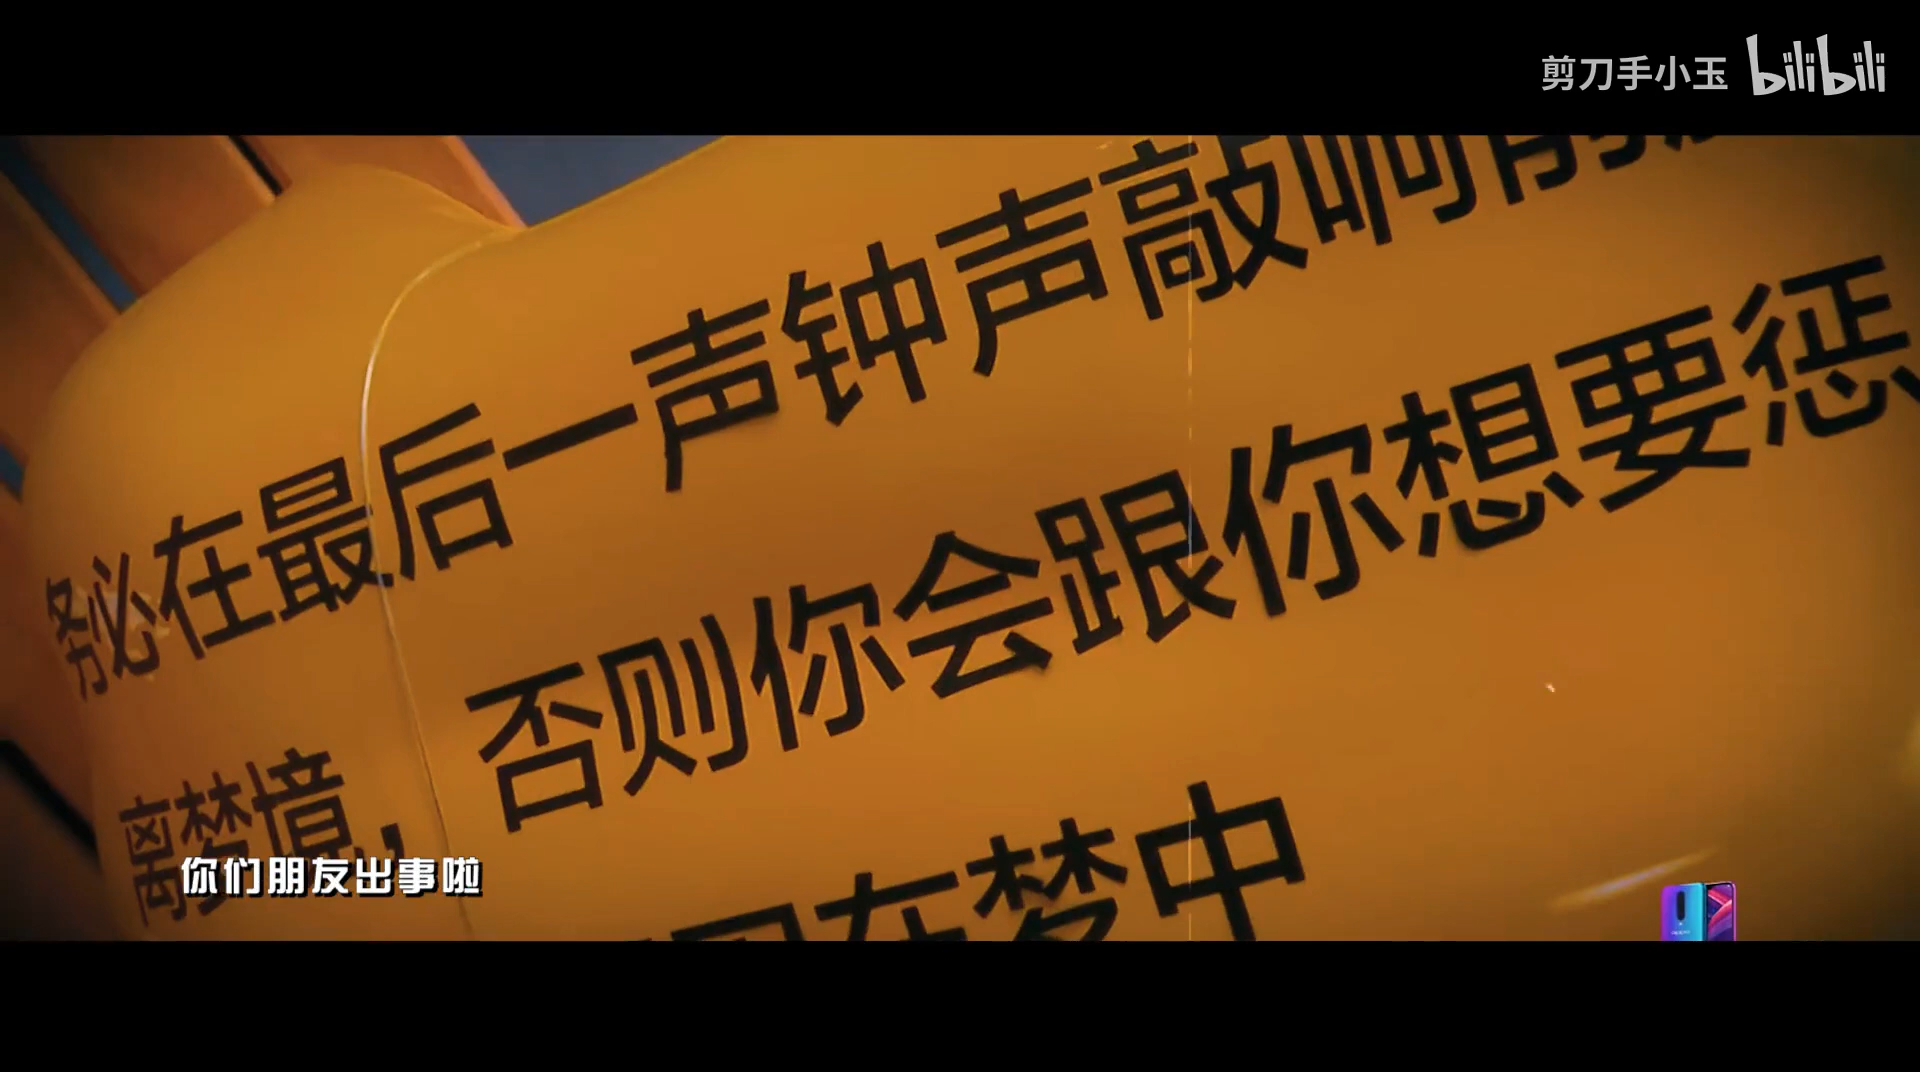 剪刀手小玉 bilibili
务必在最后一声钟声敲响前
离梦境，否则你会跟你想要惩
在梦中
你们朋友出事啦